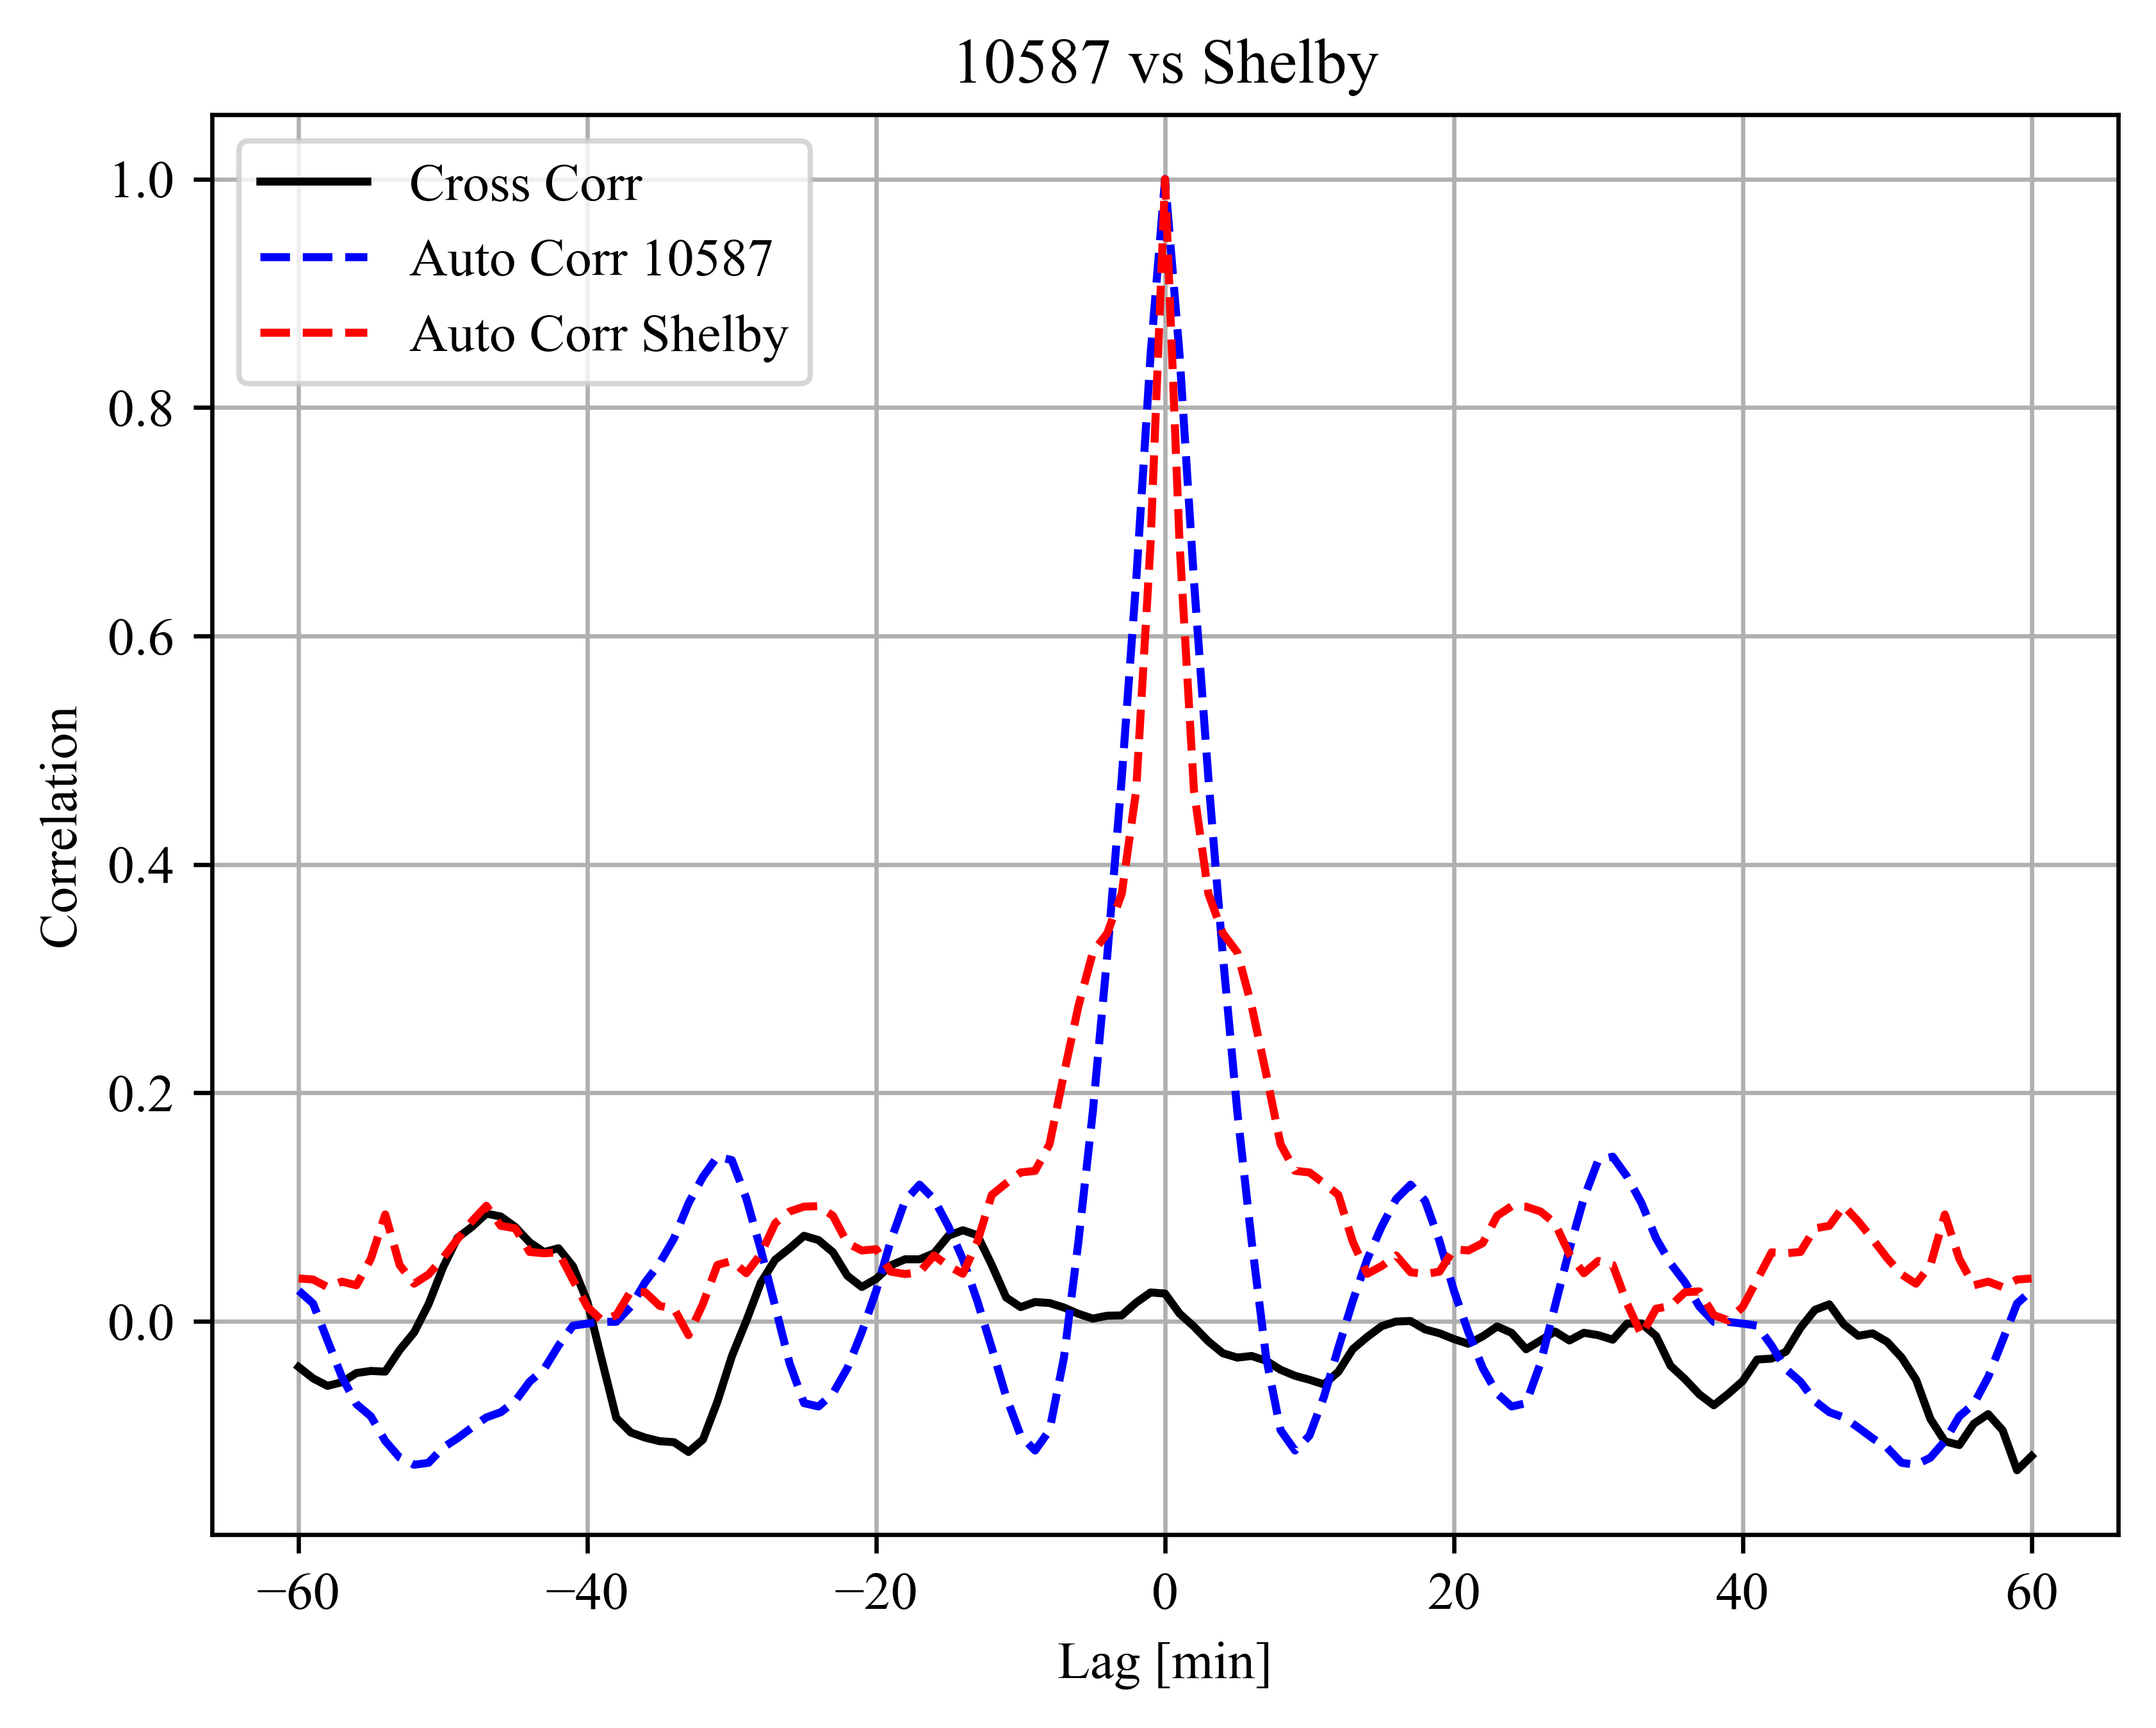 10587 vs Shelby
Cross Corr
Auto Corr 10587
Auto Corr Shelby
1.0
0.8
0.6
0.4
0.2
0.0
Correlation
−60 −40 −20 0 20 40 60
Lag [min]